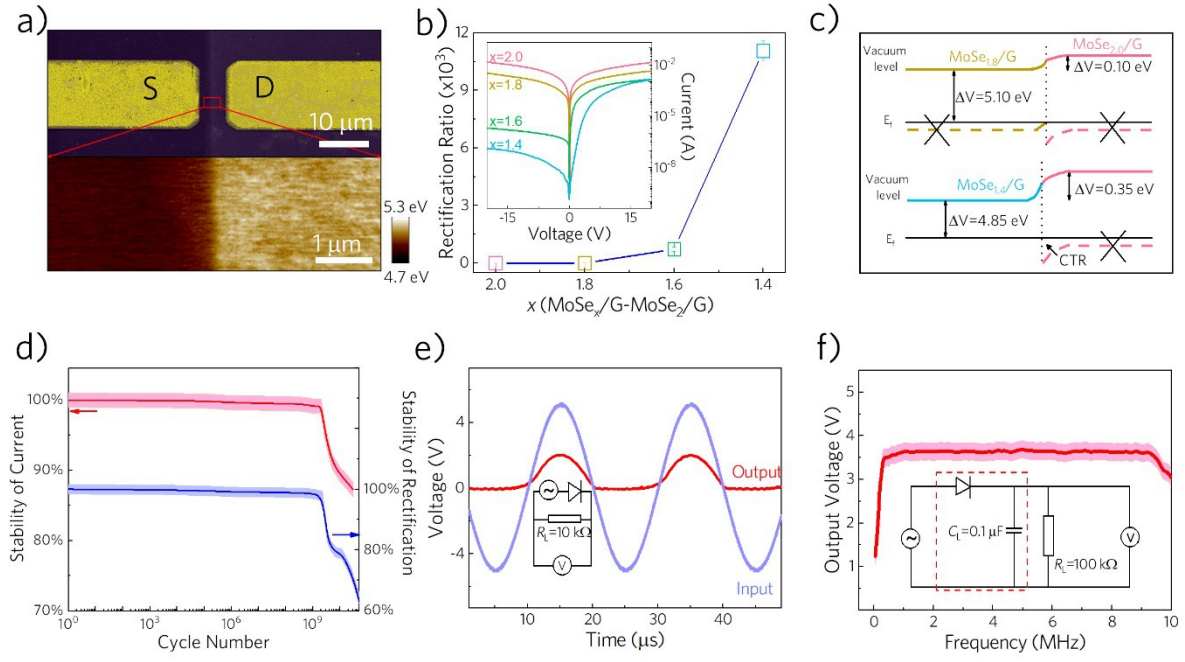 a)
S D
10 μm
5.3 eV
1 μm
4.7 eV
b)
Rectification Ratio (x10³)
12
9
6
3
0
x=2.0
x=1.8
x=1.6
x=1.4
10⁻²
10⁻⁵
10⁻⁸
Current (A)
-15 0 15
Voltage (V)
2.0 1.8 1.6 1.4
x (MoSeₓ/G-MoSe₂/G)
c)
Vacuum level
MoSe₁.₈/G
MoSe₂.₀/G
ΔV=0.10 eV
ΔV=5.10 eV
E_f
Vacuum level
MoSe₁.₄/G
ΔV=0.35 eV
ΔV=4.85 eV
E_f
CTR
d)
Stability of Current
100%
90%
80%
70%
Stability of Rectification
100%
80%
60%
10⁰ 10³ 10⁶ 10⁹
Cycle Number
e)
Voltage (V)
4
0
-4
Output
R_L=10 kΩ
V
Input
10 20 30 40
Time (μs)
f)
Output Voltage (V)
5
4
3
2
1
C_L=0.1 μF
R_L=100 kΩ
V
0 2 4 6 8 10
Frequency (MHz)